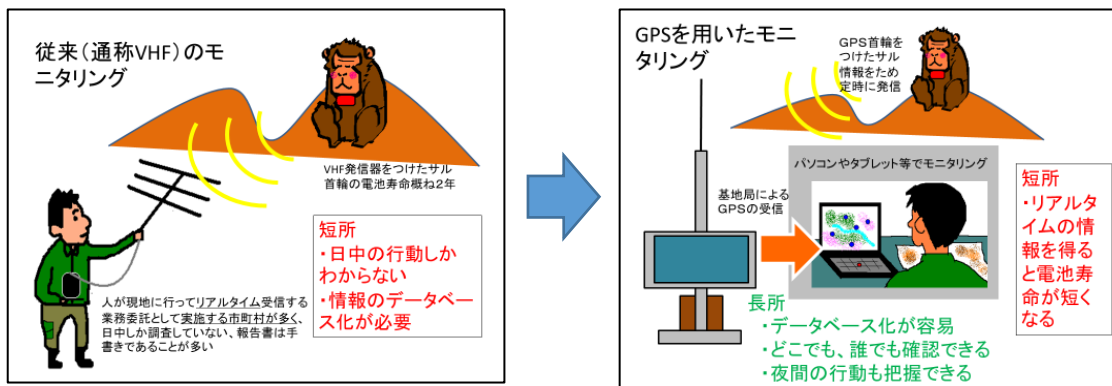 従来（通称VHF）のモ
ニタリング
VHF発信器をつけたサル
首輪の電池寿命概ね2年
短所
・日中の行動しか
わからない
・情報のデータベー
ス化が必要
人が現地に行ってリアルタイム受信する
業務委託として実施する市町村が多く、
日中しか調査していない、報告書は手
書きであることが多い
GPSを用いたモニ
タリング
GPS首輪を
つけたサル
情報をため
定時に発信
パソコンやタブレット等でモニタリング
基地局による
GPSの受信
短所
・リアルタ
イムの情
報を得る
と電池寿
命が短く
なる
長所
・データベース化が容易
・どこでも、誰でも確認できる
・夜間の行動も把握できる